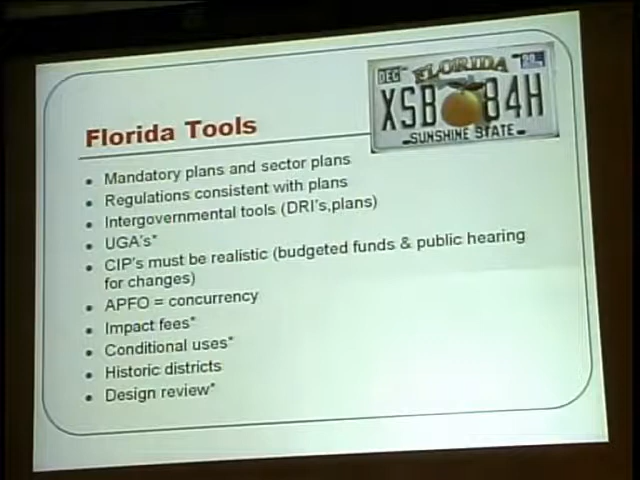 DEC FLORIDA
XSB 84H
SUNSHINE STATE
Florida Tools
• Mandatory plans and sector plans
• Regulations consistent with plans
• Intergovernmental tools (DRI's,plans)
• UGA's*
• CIP's must be realistic (budgeted funds & public hearing
for changes)
• APFO = concurrency
• Impact fees*
• Conditional uses*
• Historic districts
• Design review*